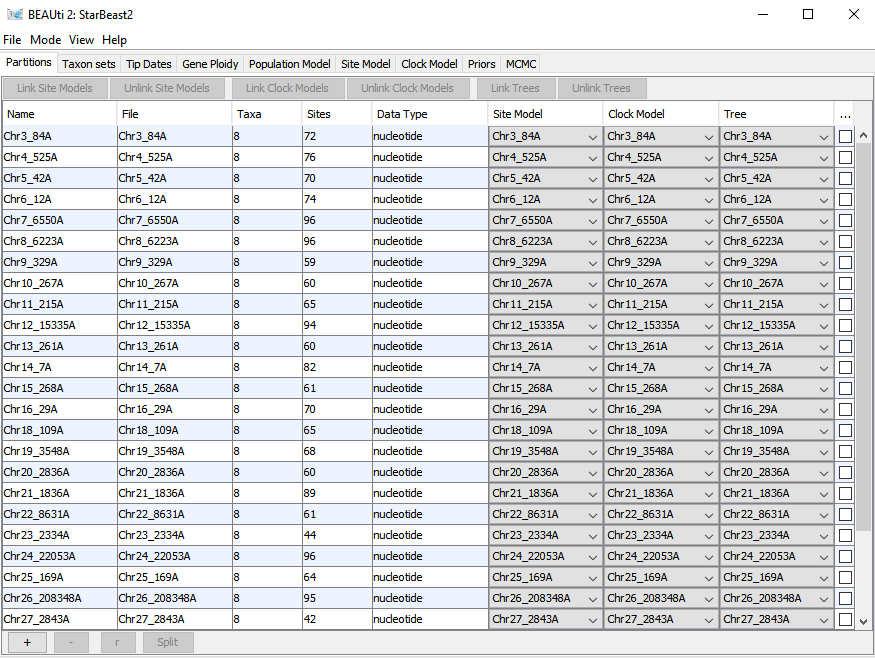 BEAUti 2: StarBeast2
File Mode View Help
Partitions Taxon sets Tip Dates Gene Ploidy Population Model Site Model Clock Model Priors MCMC
Link Site Models Unlink Site Models Link Clock Models Unlink Clock Models Link Trees Unlink Trees
Name File Taxa Sites Data Type Site Model Clock Model Tree ...
Chr3_84A Chr3_84A 8 72 nucleotide Chr3_84A Chr3_84A Chr3_84A
Chr4_525A Chr4_525A 8 76 nucleotide Chr4_525A Chr4_525A Chr4_525A
Chr5_42A Chr5_42A 8 70 nucleotide Chr5_42A Chr5_42A Chr5_42A
Chr6_12A Chr6_12A 8 74 nucleotide Chr6_12A Chr6_12A Chr6_12A
Chr7_6550A Chr7_6550A 8 96 nucleotide Chr7_6550A Chr7_6550A Chr7_6550A
Chr8_6223A Chr8_6223A 8 96 nucleotide Chr8_6223A Chr8_6223A Chr8_6223A
Chr9_329A Chr9_329A 8 59 nucleotide Chr9_329A Chr9_329A Chr9_329A
Chr10_267A Chr10_267A 8 60 nucleotide Chr10_267A Chr10_267A Chr10_267A
Chr11_215A Chr11_215A 8 65 nucleotide Chr11_215A Chr11_215A Chr11_215A
Chr12_15335A Chr12_15335A 8 94 nucleotide Chr12_15335A Chr12_15335A Chr12_15335A
Chr13_261A Chr13_261A 8 60 nucleotide Chr13_261A Chr13_261A Chr13_261A
Chr14_7A Chr14_7A 8 82 nucleotide Chr14_7A Chr14_7A Chr14_7A
Chr15_268A Chr15_268A 8 61 nucleotide Chr15_268A Chr15_268A Chr15_268A
Chr16_29A Chr16_29A 8 70 nucleotide Chr16_29A Chr16_29A Chr16_29A
Chr18_109A Chr18_109A 8 65 nucleotide Chr18_109A Chr18_109A Chr18_109A
Chr19_3548A Chr19_3548A 8 68 nucleotide Chr19_3548A Chr19_3548A Chr19_3548A
Chr20_2836A Chr20_2836A 8 60 nucleotide Chr20_2836A Chr20_2836A Chr20_2836A
Chr21_1836A Chr21_1836A 8 89 nucleotide Chr21_1836A Chr21_1836A Chr21_1836A
Chr22_8631A Chr22_8631A 8 61 nucleotide Chr22_8631A Chr22_8631A Chr22_8631A
Chr23_2334A Chr23_2334A 8 44 nucleotide Chr23_2334A Chr23_2334A Chr23_2334A
Chr24_22053A Chr24_22053A 8 96 nucleotide Chr24_22053A Chr24_22053A Chr24_22053A
Chr25_169A Chr25_169A 8 64 nucleotide Chr25_169A Chr25_169A Chr25_169A
Chr26_208348A Chr26_208348A 8 95 nucleotide Chr26_208348A Chr26_208348A Chr26_208348A
Chr27_2843A Chr27_2843A 8 42 nucleotide Chr27_2843A Chr27_2843A Chr27_2843A
+ - r Split